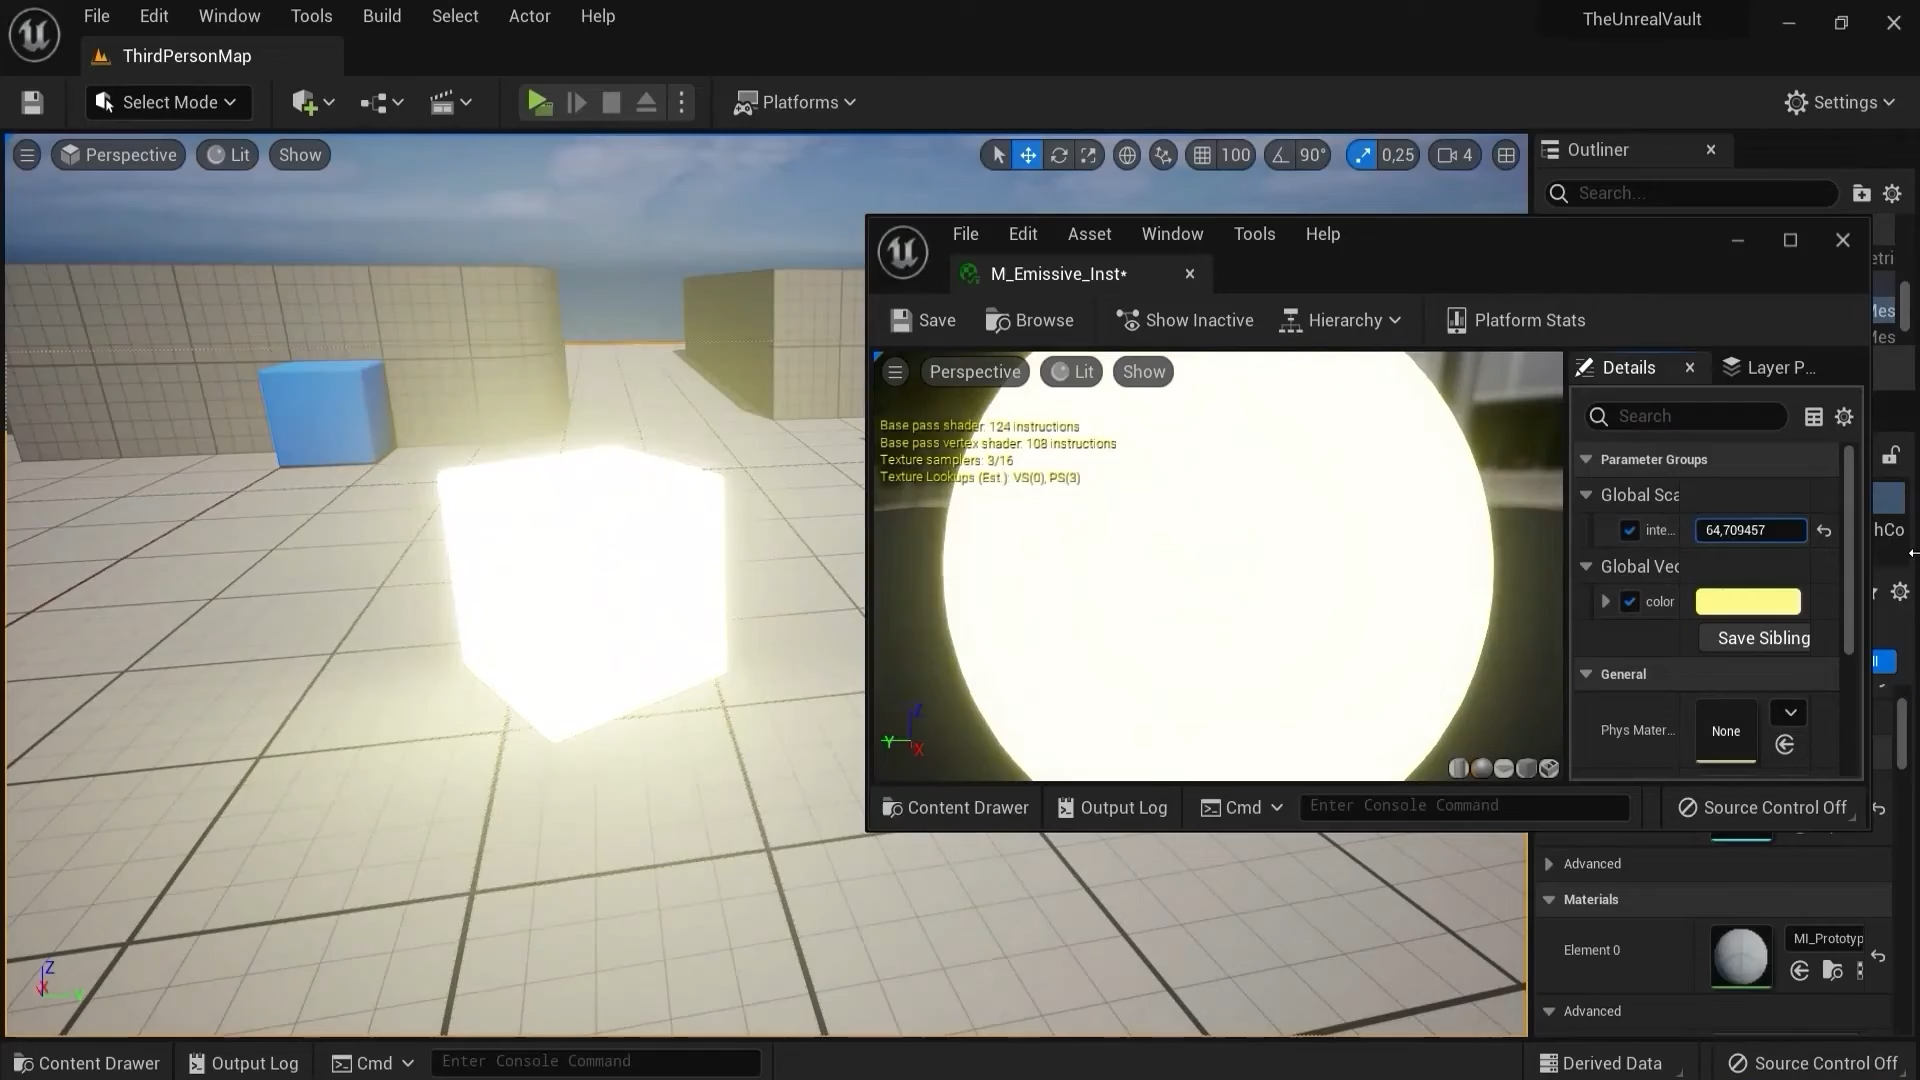 File Edit Window Tools Build Select Actor Help
TheUnrealVault
ThirdPersonMap
Select Mode
Platforms
Settings
Perspective Lit Show
100 90° 0,25 4
Outliner
Search...
File Edit Asset Window Tools Help
M_Emissive_Inst*
Save Browse Show Inactive Hierarchy Platform Stats
Perspective Lit Show
Base pass shader: 124 instructions
Base pass vertex shader: 108 instructions
Texture samplers: 3/16
Texture Lookups (Est.): VS(0), PS(3)
Z
Y
X
Details Layer P...
Search
Parameter Groups
Global Sca
inte... 64,709457
Global Vec
color
Save Sibling
General
Phys Mater... None
Content Drawer Output Log Cmd Enter Console Command Source Control Off
hCo
Advanced
Materials
Element 0 MI_Prototyp
Advanced
Z
X
Y
Content Drawer Output Log Cmd Enter Console Command Derived Data Source Control Off